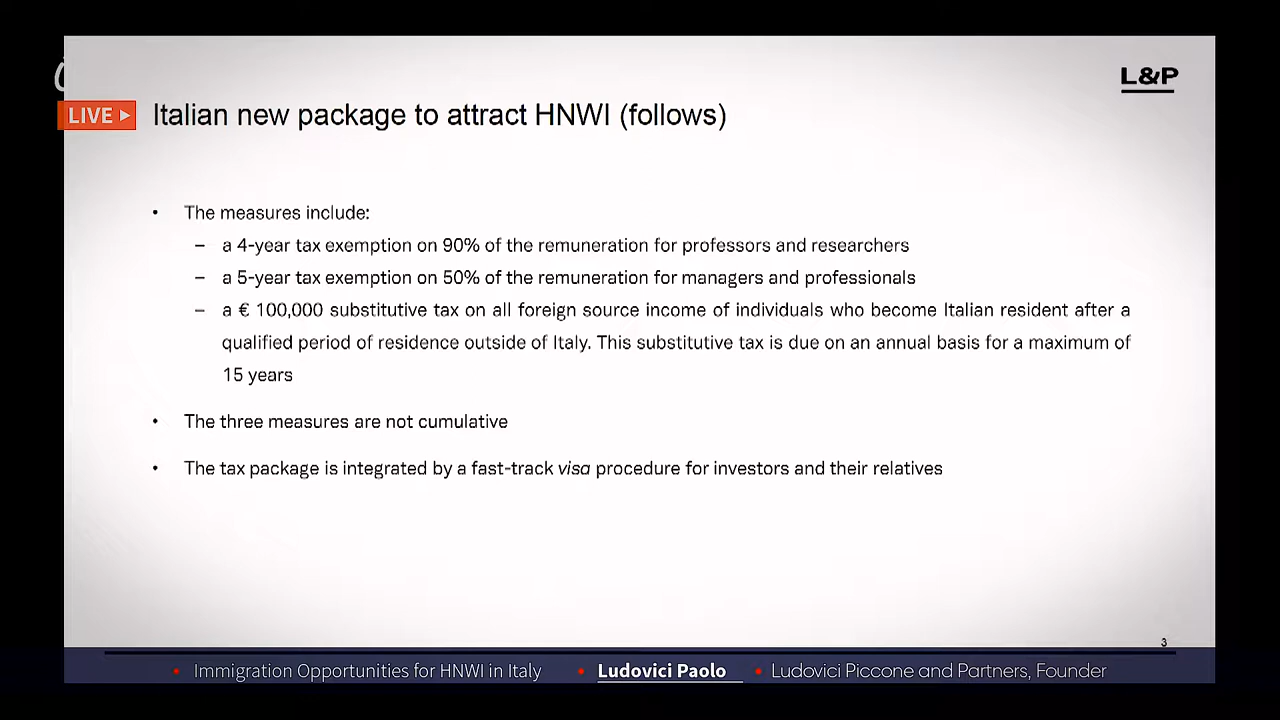 L&P
LIVE
Italian new package to attract HNWI (follows)
• The measures include:
– a 4-year tax exemption on 90% of the remuneration for professors and researchers
– a 5-year tax exemption on 50% of the remuneration for managers and professionals
– a € 100,000 substitutive tax on all foreign source income of individuals who become Italian resident after a
qualified period of residence outside of Italy. This substitutive tax is due on an annual basis for a maximum of
15 years
• The three measures are not cumulative
• The tax package is integrated by a fast-track visa procedure for investors and their relatives
3
• Immigration Opportunities for HNWI in Italy • Ludovici Paolo • Ludovici Piccone and Partners, Founder